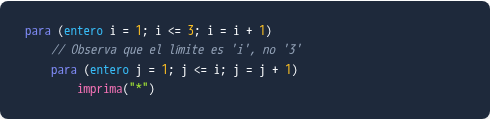 para (entero i = 1; i <= 3; i = i + 1)
    // Observa que el límite es 'i', no '3'
    para (entero j = 1; j <= i; j = j + 1)
        imprima("*")